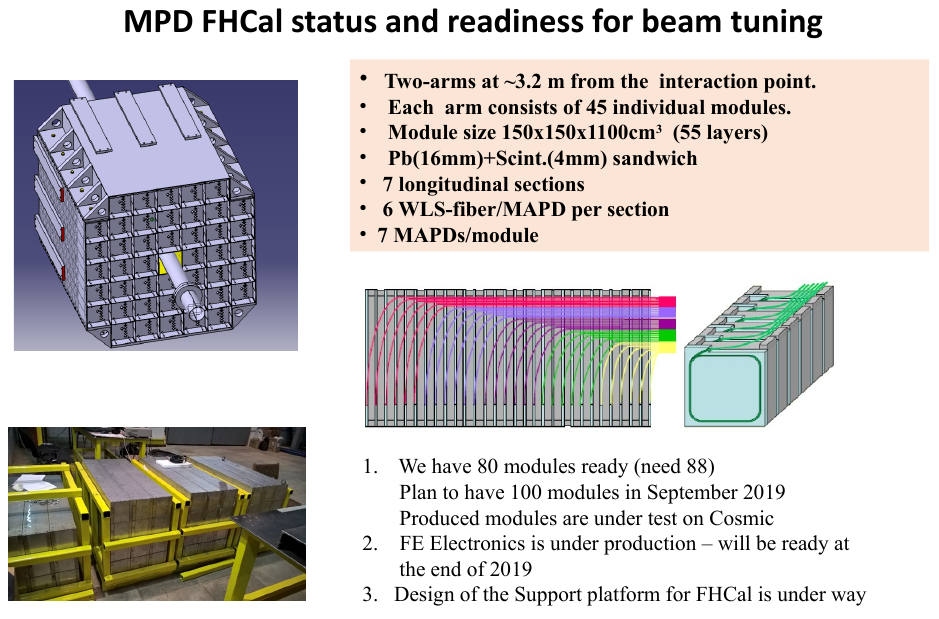 MPD FHCal status and readiness for beam tuning
• Two-arms at ~3.2 m from the interaction point.
• Each arm consists of 45 individual modules.
• Module size 150x150x1100cm³ (55 layers)
• Pb(16mm)+Scint.(4mm) sandwich
• 7 longitudinal sections
• 6 WLS-fiber/MAPD per section
• 7 MAPDs/module
1. We have 80 modules ready (need 88)
Plan to have 100 modules in September 2019
Produced modules are under test on Cosmic
2. FE Electronics is under production – will be ready at
the end of 2019
3. Design of the Support platform for FHCal is under way